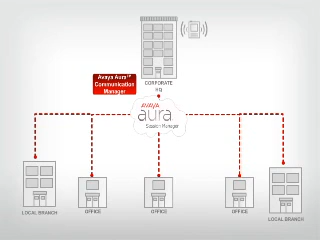 Avaya Aura™
Communication
Manager
CORPORATE
HQ
AVAYA
aura
Session Manager
LOCAL BRANCH
OFFICE
OFFICE
OFFICE
LOCAL BRANCH